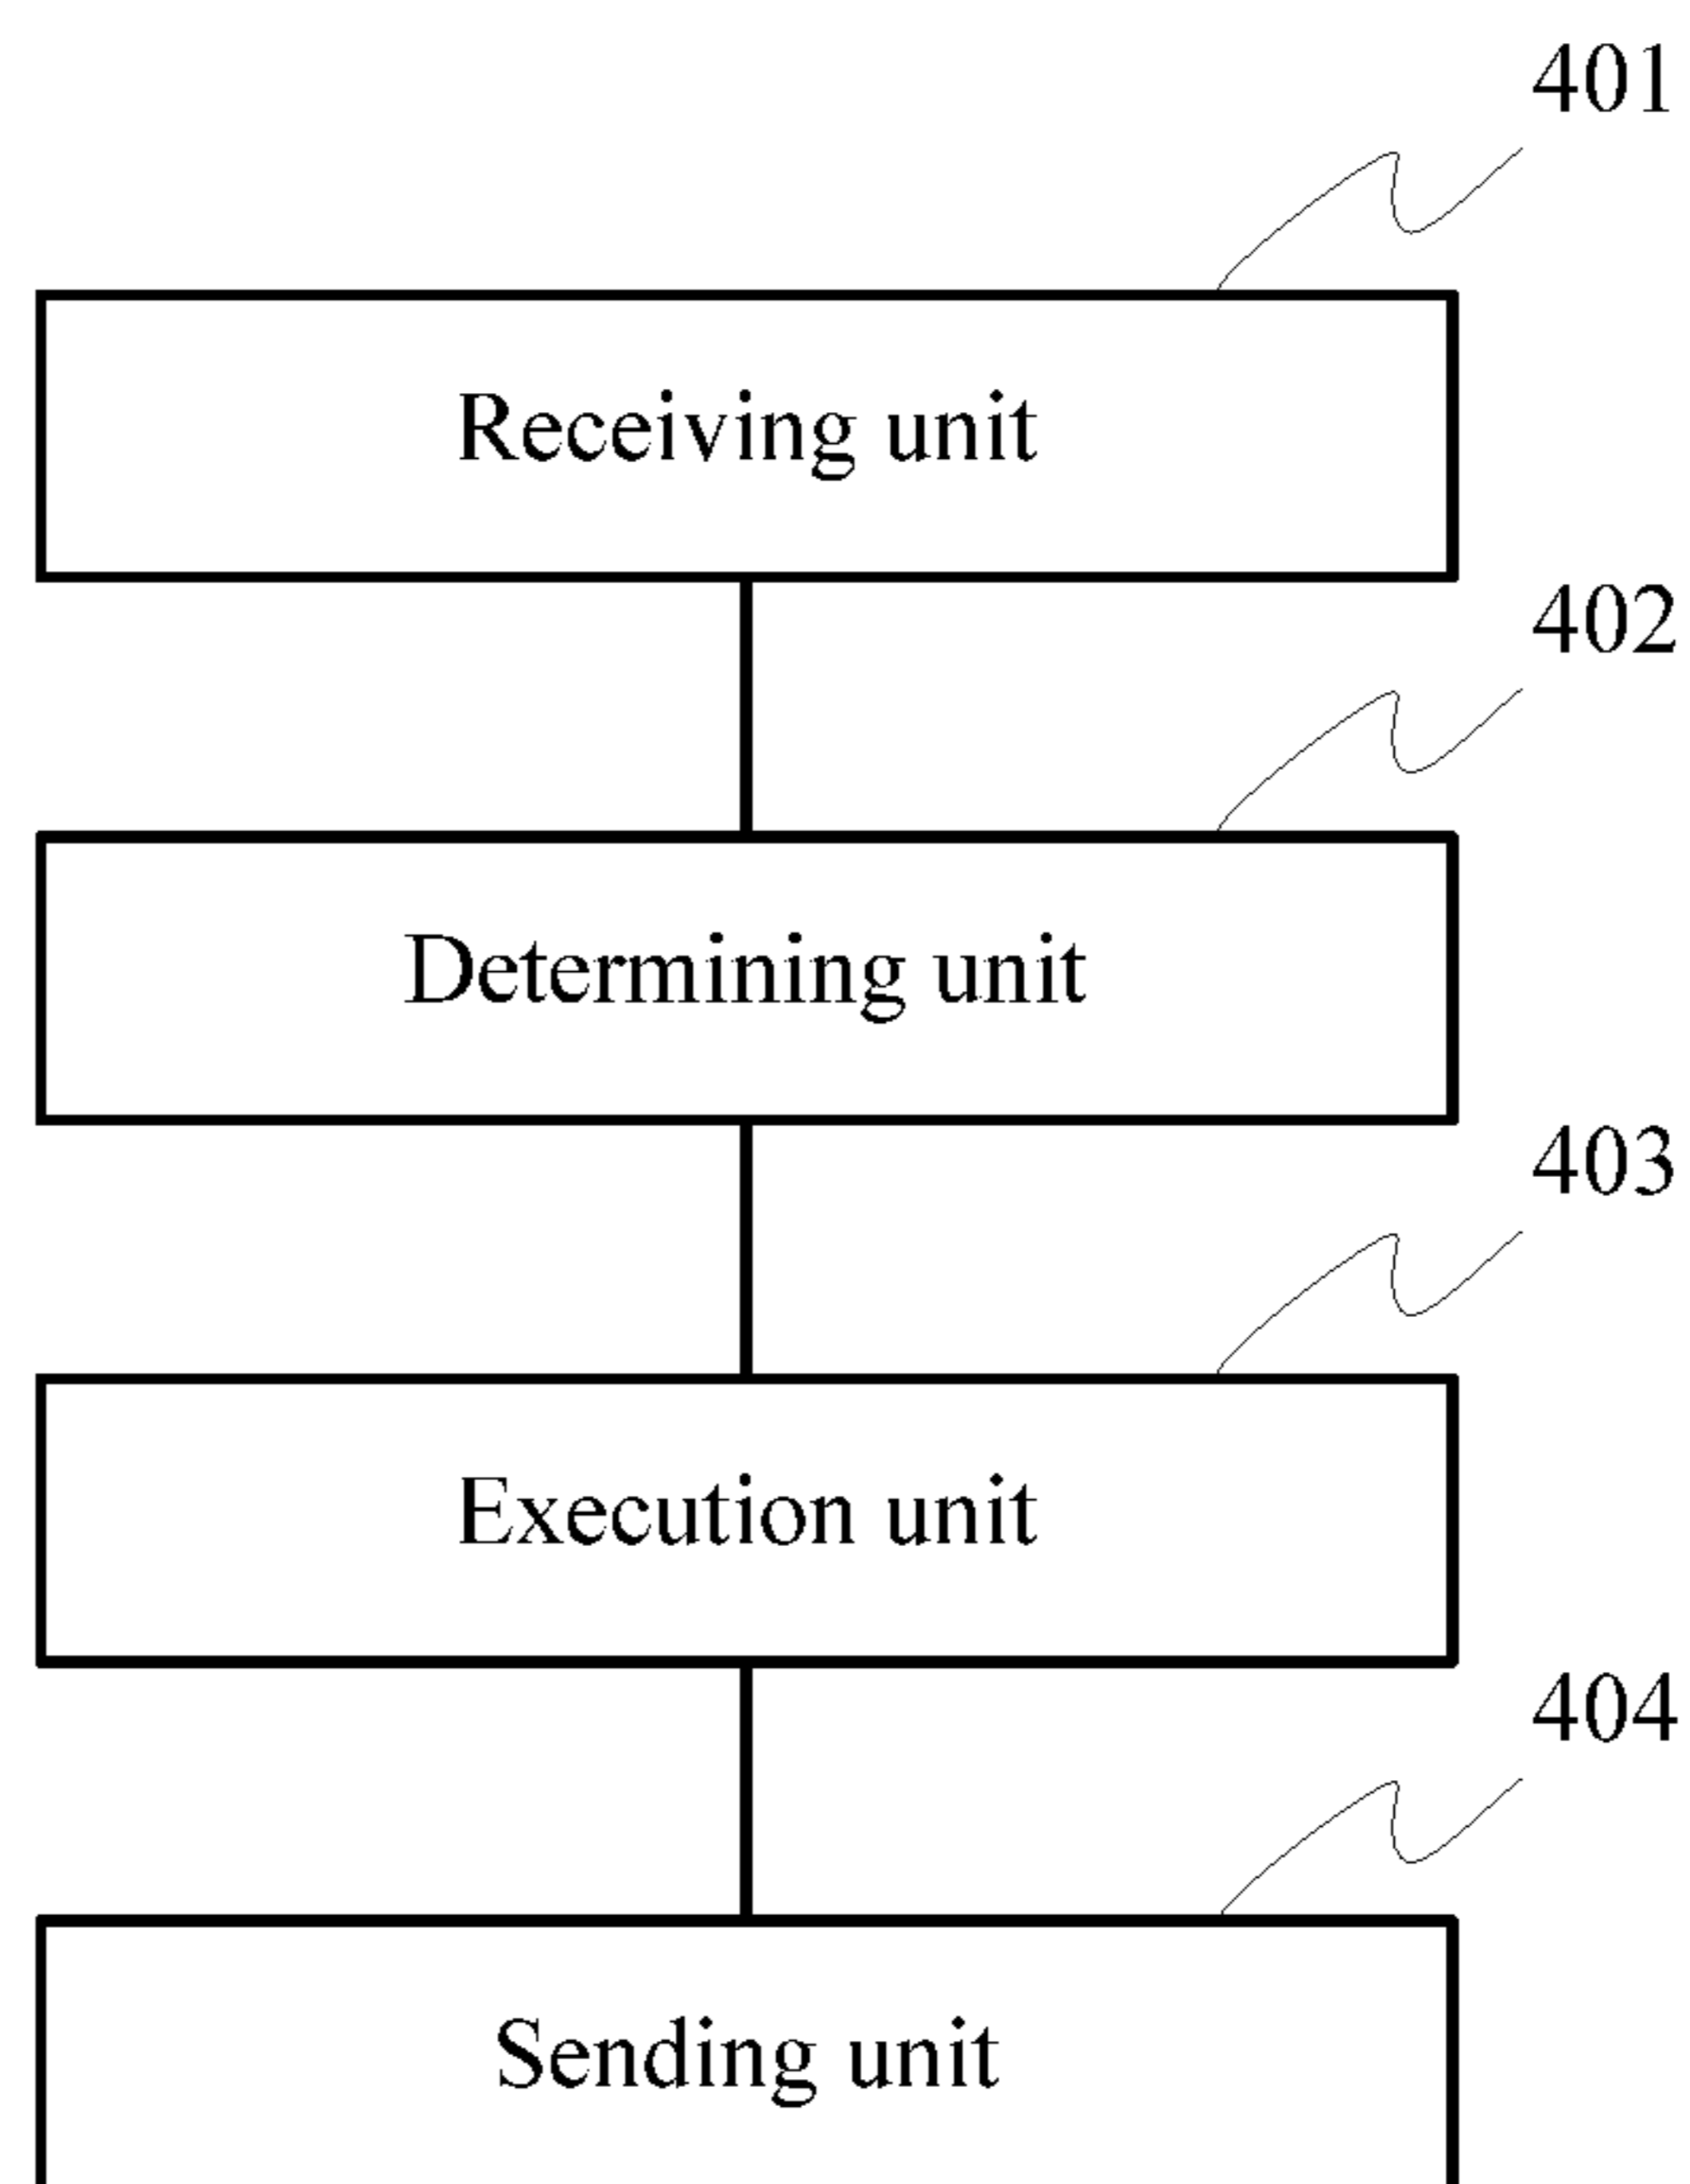 401
Receiving unit
402
Determining unit
403
Execution unit
404
Sending unit